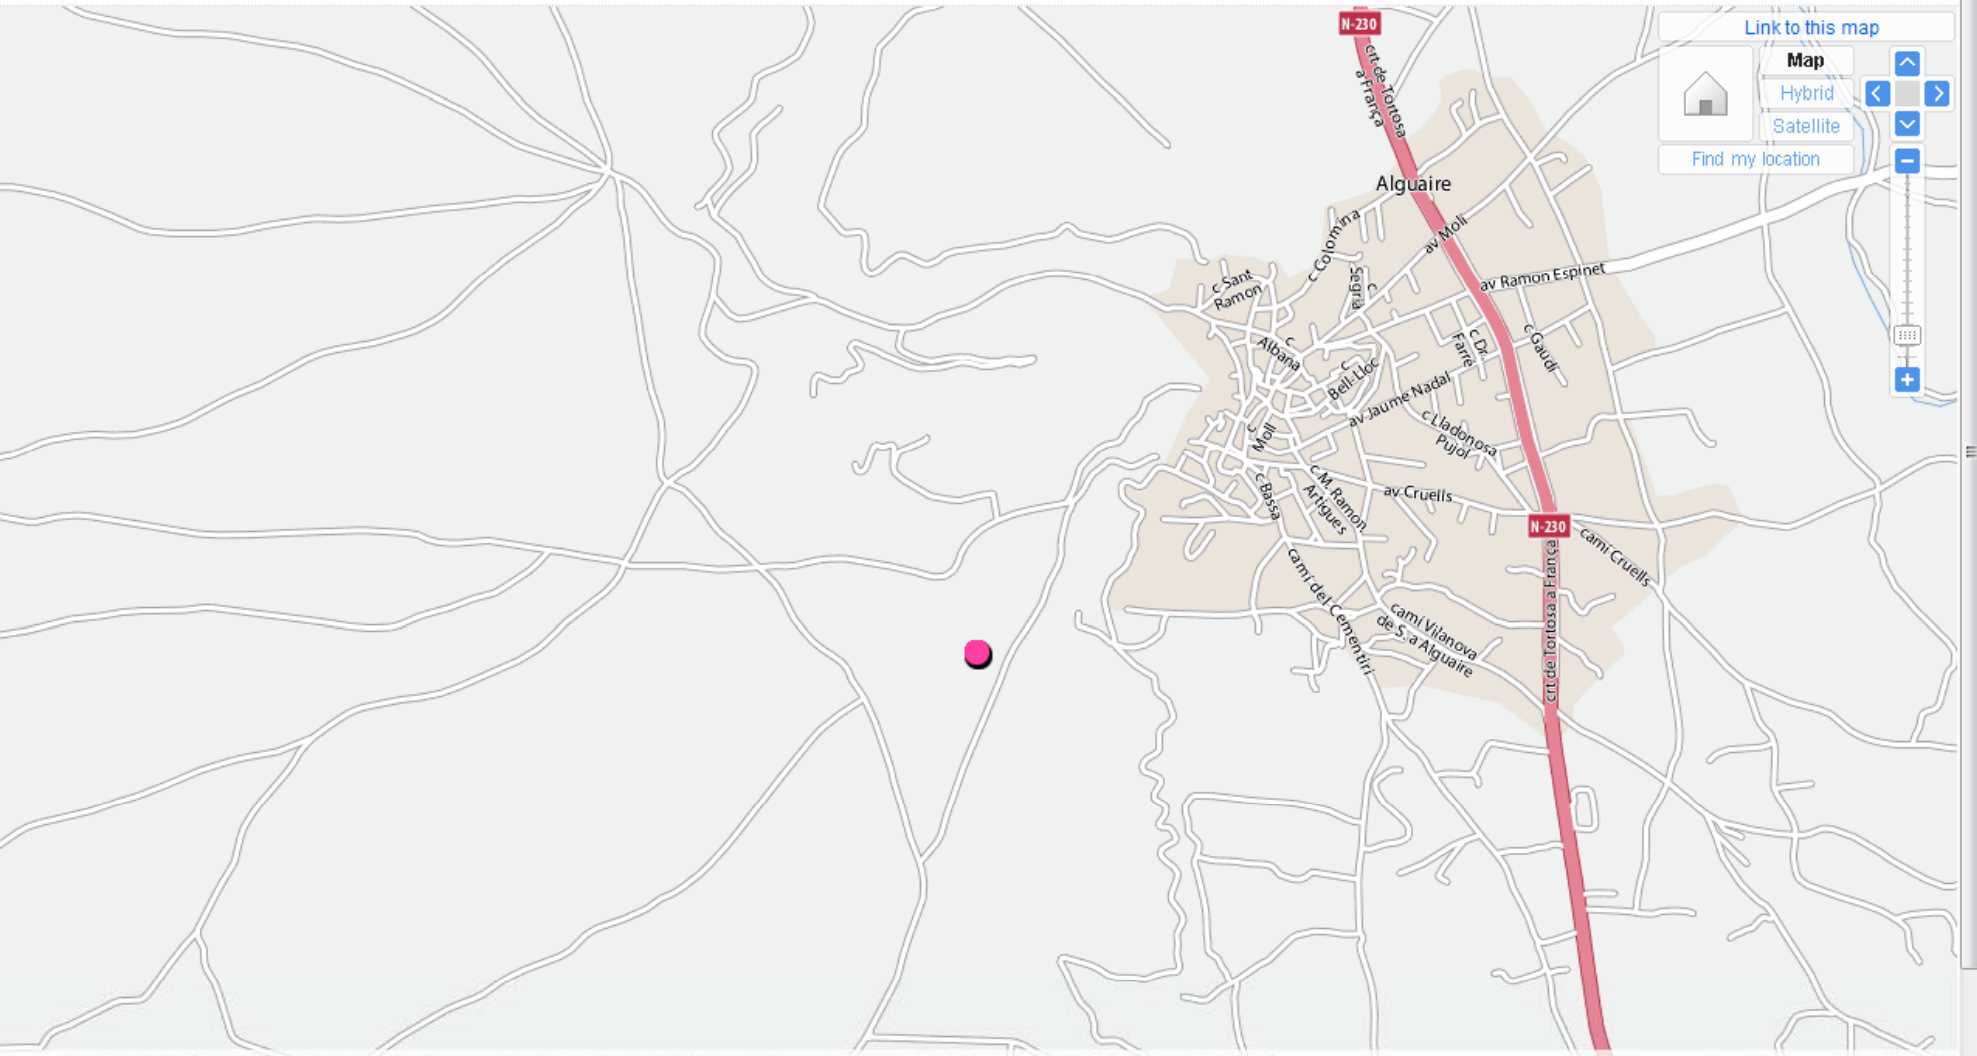 N-230
Link to this map
Map
Hybrid
Satellite
Find my location
crt de Tortosa
a França
Alguaire
c Colomina
av Molí
c Sant
Ramon
c
Segrià
av Ramon Espinet
c
Albana
c Dr.
Farré
c Gaudí
c
Bell-Lloc
av Jaume Nadal
c
Moll
c Lladonosa
Pujol
c Bassa
c M. Ramon
Artigues
av Cruells
N-230
camí Cruells
camí del Cementiri
camí Vilanova
de S. a Alguaire
crt de Tortosa a França